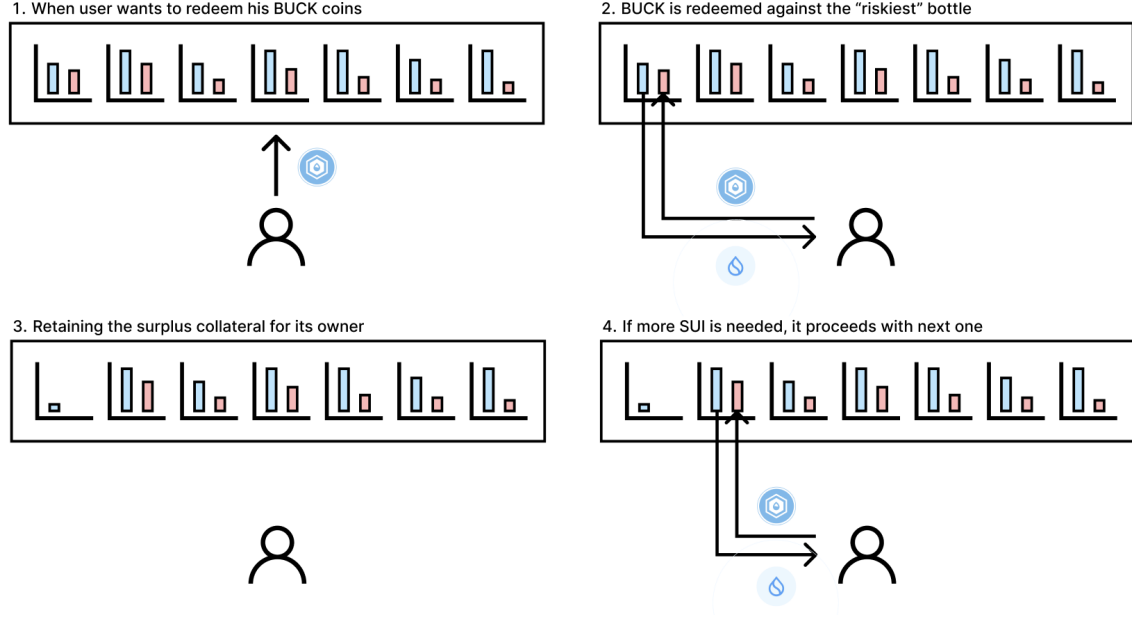 1. When user wants to redeem his BUCK coins
2. BUCK is redeemed against the “riskiest” bottle
3. Retaining the surplus collateral for its owner
4. If more SUI is needed, it proceeds with next one